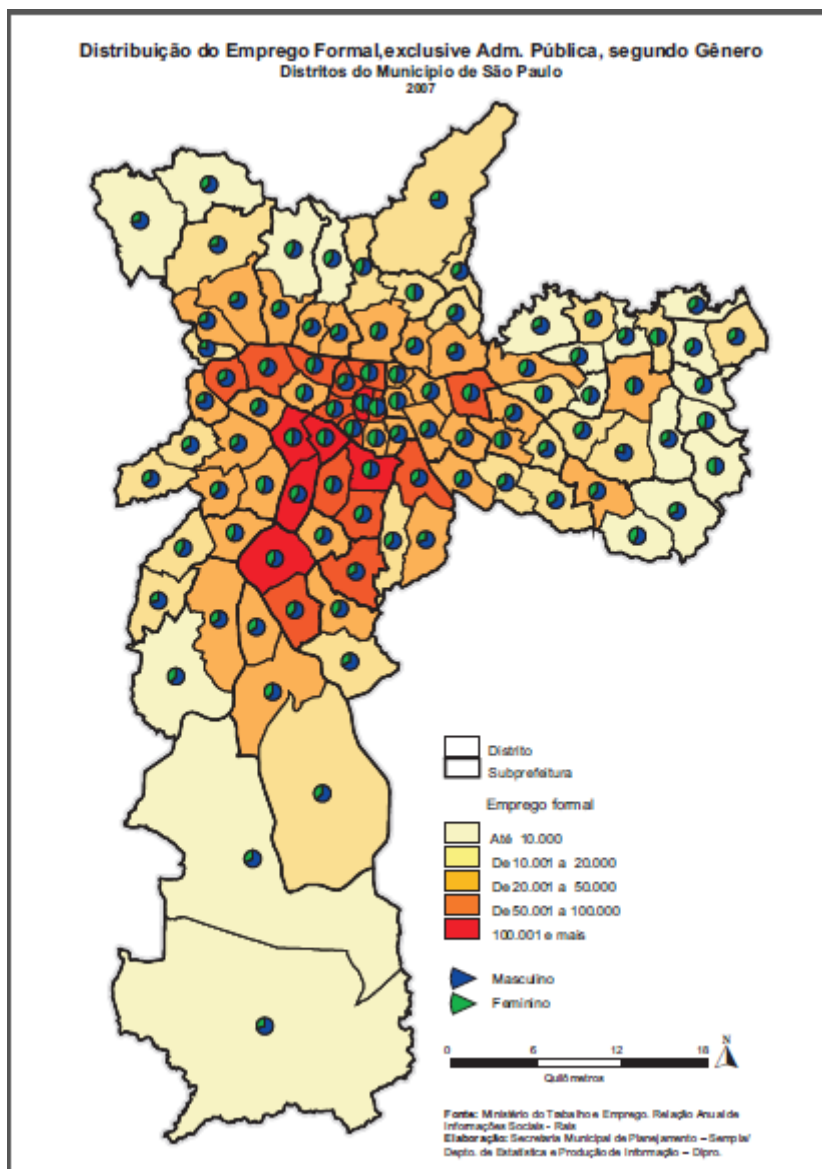 Distribuição do Emprego Formal,exclusive Adm. Pública, segundo Gênero
Distritos do Município de São Paulo
2007
Distrito
Subprefeitura
Emprego formal
Até 10.000
De 10.001 a 20.000
De 20.001 a 50.000
De 50.001 a 100.000
100.001 e mais
Masculino
Feminino
N
0 6 12 18
Quilômetros
Fonte: Ministério do Trabalho e Emprego. Relação Anual de
Informações Sociais - Rais
Elaboração: Secretaria Municipal de Planejamento – Sempla/
Depto. de Estatística e Produção de Informação – Dipro.